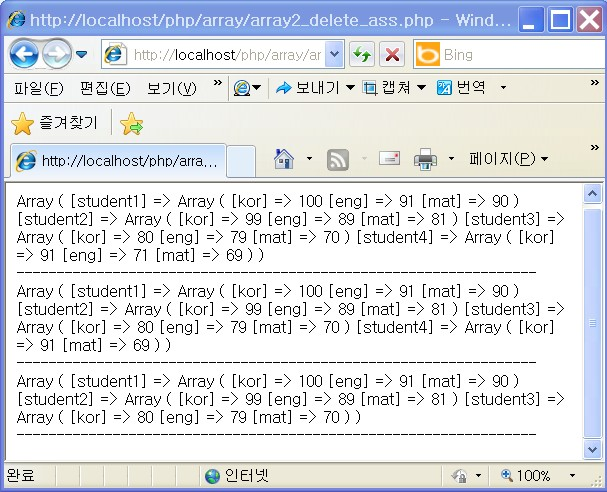 http://localhost/php/array/array2_delete_ass.php - Wind...
http://localhost/php/array/ar
Bing
파일(F) 편집(E) 보기(V) » 보내기 캡쳐 번역 »
즐겨찾기
http://localhost/php/arra... 페이지(P) »
Array ( [student1] => Array ( [kor] => 100 [eng] => 91 [mat] => 90 )
[student2] => Array ( [kor] => 99 [eng] => 89 [mat] => 81 ) [student3] =>
Array ( [kor] => 80 [eng] => 79 [mat] => 70 ) [student4] => Array ( [kor]
=> 91 [eng] => 71 [mat] => 69 ) )
-----------------------------------------------------------------
Array ( [student1] => Array ( [kor] => 100 [eng] => 91 [mat] => 90 )
[student2] => Array ( [kor] => 99 [eng] => 89 [mat] => 81 ) [student3] =>
Array ( [kor] => 80 [eng] => 79 [mat] => 70 ) [student4] => Array ( [kor]
=> 91 [mat] => 69 ) )
-----------------------------------------------------------------
Array ( [student1] => Array ( [kor] => 100 [eng] => 91 [mat] => 90 )
[student2] => Array ( [kor] => 99 [eng] => 89 [mat] => 81 ) [student3] =>
Array ( [kor] => 80 [eng] => 79 [mat] => 70 ) )
-----------------------------------------------------------------
완료 인터넷 100%